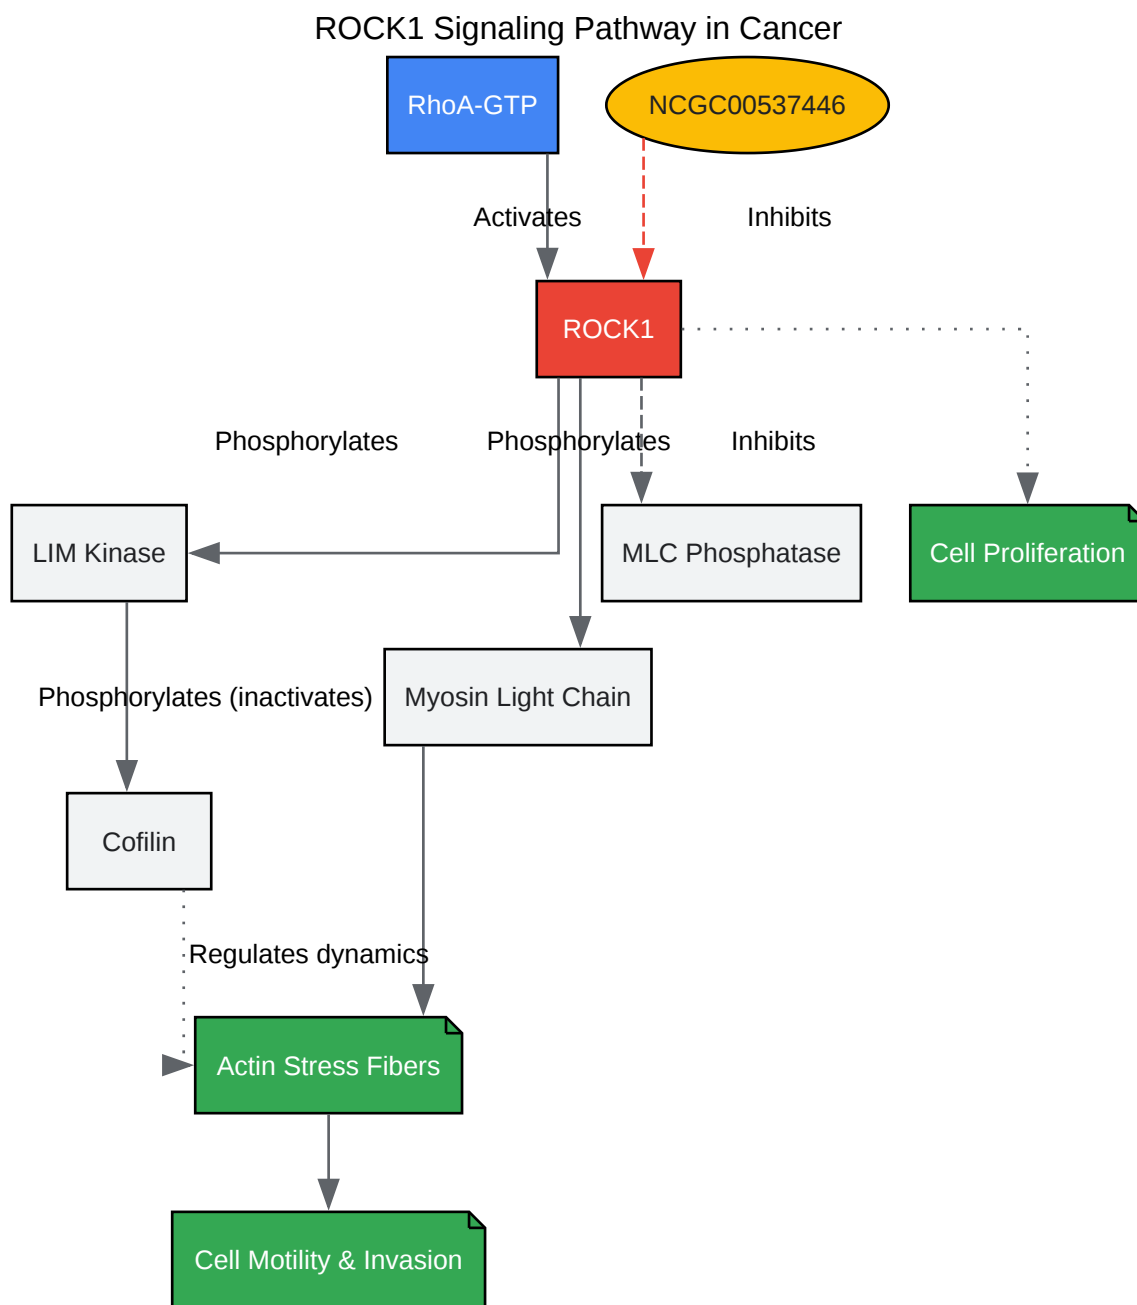 ROCK1 Signaling Pathway in Cancer
RhoA-GTP
NCGC00537446
Activates
Inhibits
ROCK1
Phosphorylates
Phosphorylates
Inhibits
LIM Kinase
MLC Phosphatase
Cell Proliferation
Phosphorylates (inactivates)
Myosin Light Chain
Cofilin
Regulates dynamics
Actin Stress Fibers
Cell Motility & Invasion